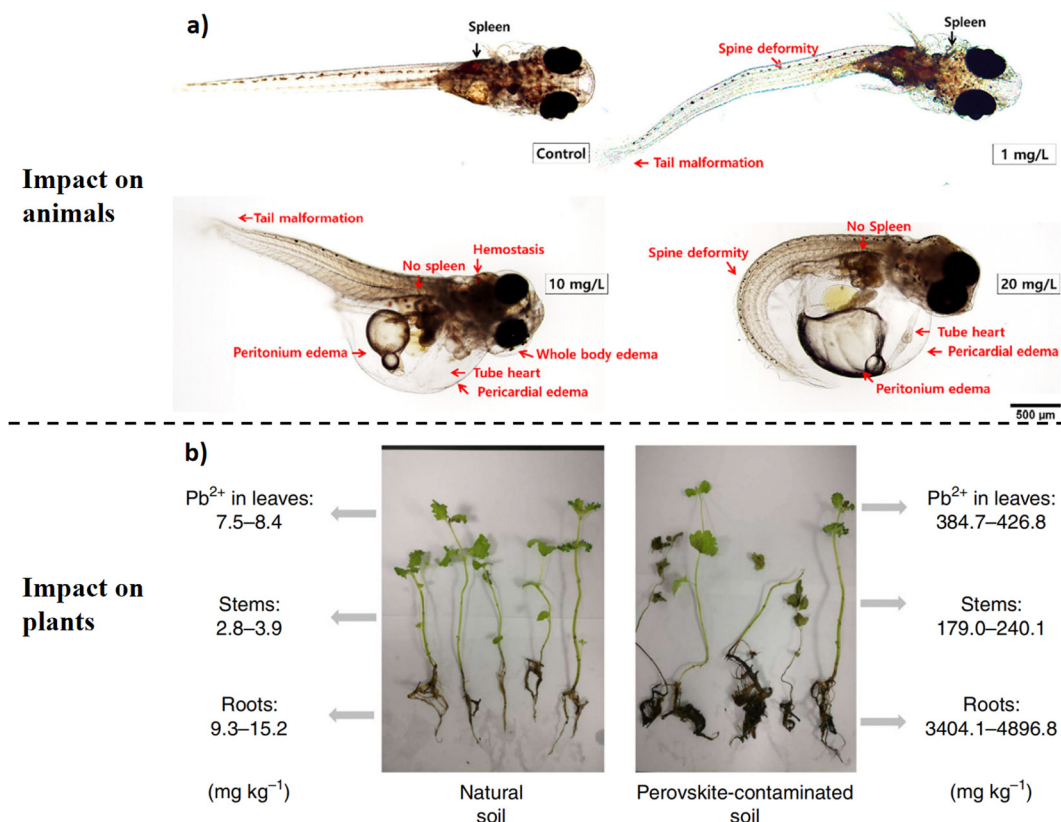 a)
Spleen
Control
Spine deformity
Spleen
Tail malformation
1 mg/L
Impact on
animals
Tail malformation
No spleen
Hemostasis
10 mg/L
Peritonium edema
Whole body edema
Tube heart
Pericardial edema
Spine deformity
No Spleen
20 mg/L
Tube heart
Pericardial edema
Peritonium edema
500 μm
b)
Impact on
plants
Pb²⁺ in leaves:
7.5–8.4
Stems:
2.8–3.9
Roots:
9.3–15.2
(mg kg⁻¹)
Natural
soil
Perovskite-contaminated
soil
Pb²⁺ in leaves:
384.7–426.8
Stems:
179.0–240.1
Roots:
3404.1–4896.8
(mg kg⁻¹)